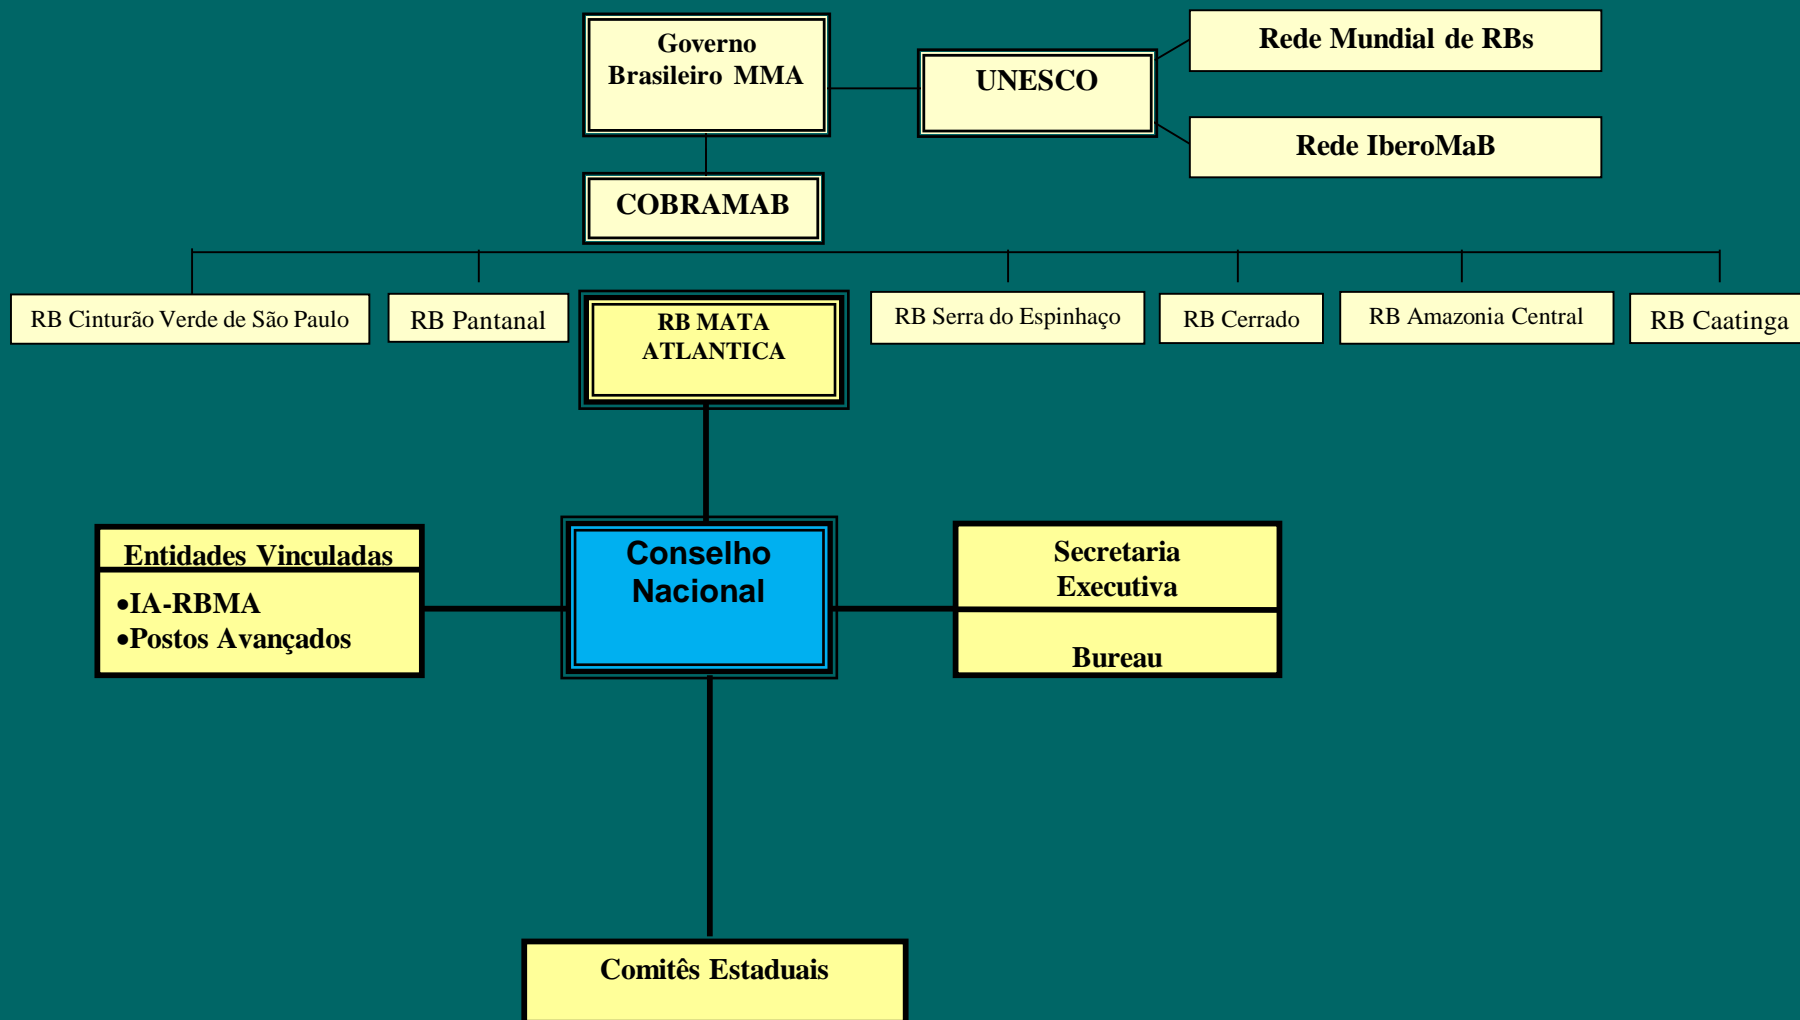 Governo
Brasileiro MMA
UNESCO
Rede Mundial de RBs
Rede IberoMaB
COBRAMAB
RB Cinturão Verde de São Paulo
RB Pantanal
RB MATA
ATLANTICA
RB Serra do Espinhaço
RB Cerrado
RB Amazonia Central
RB Caatinga
Entidades Vinculadas
•IA-RBMA
•Postos Avançados
Conselho
Nacional
Secretaria
Executiva
Bureau
Comitês Estaduais